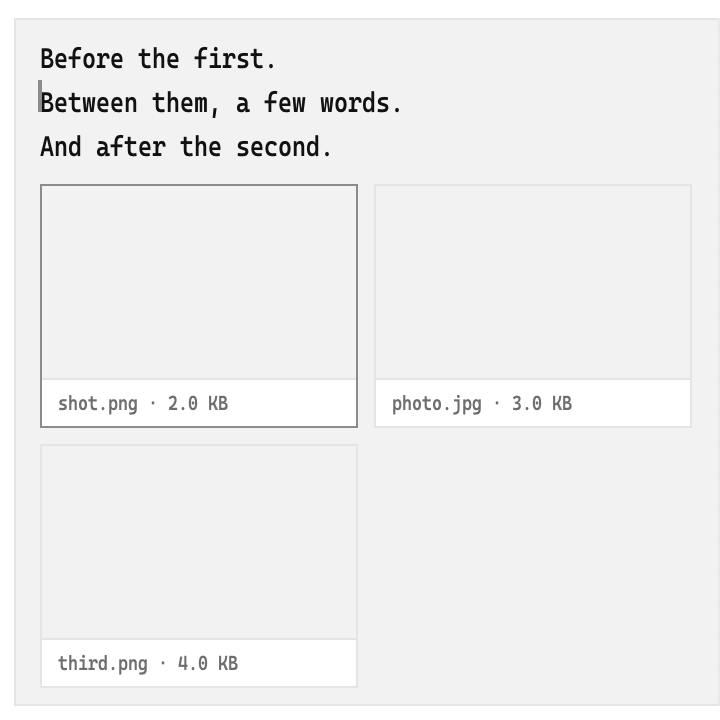 Before the first.
Between them, a few words.
And after the second.
shot.png · 2.0 KB
photo.jpg · 3.0 KB
third.png · 4.0 KB